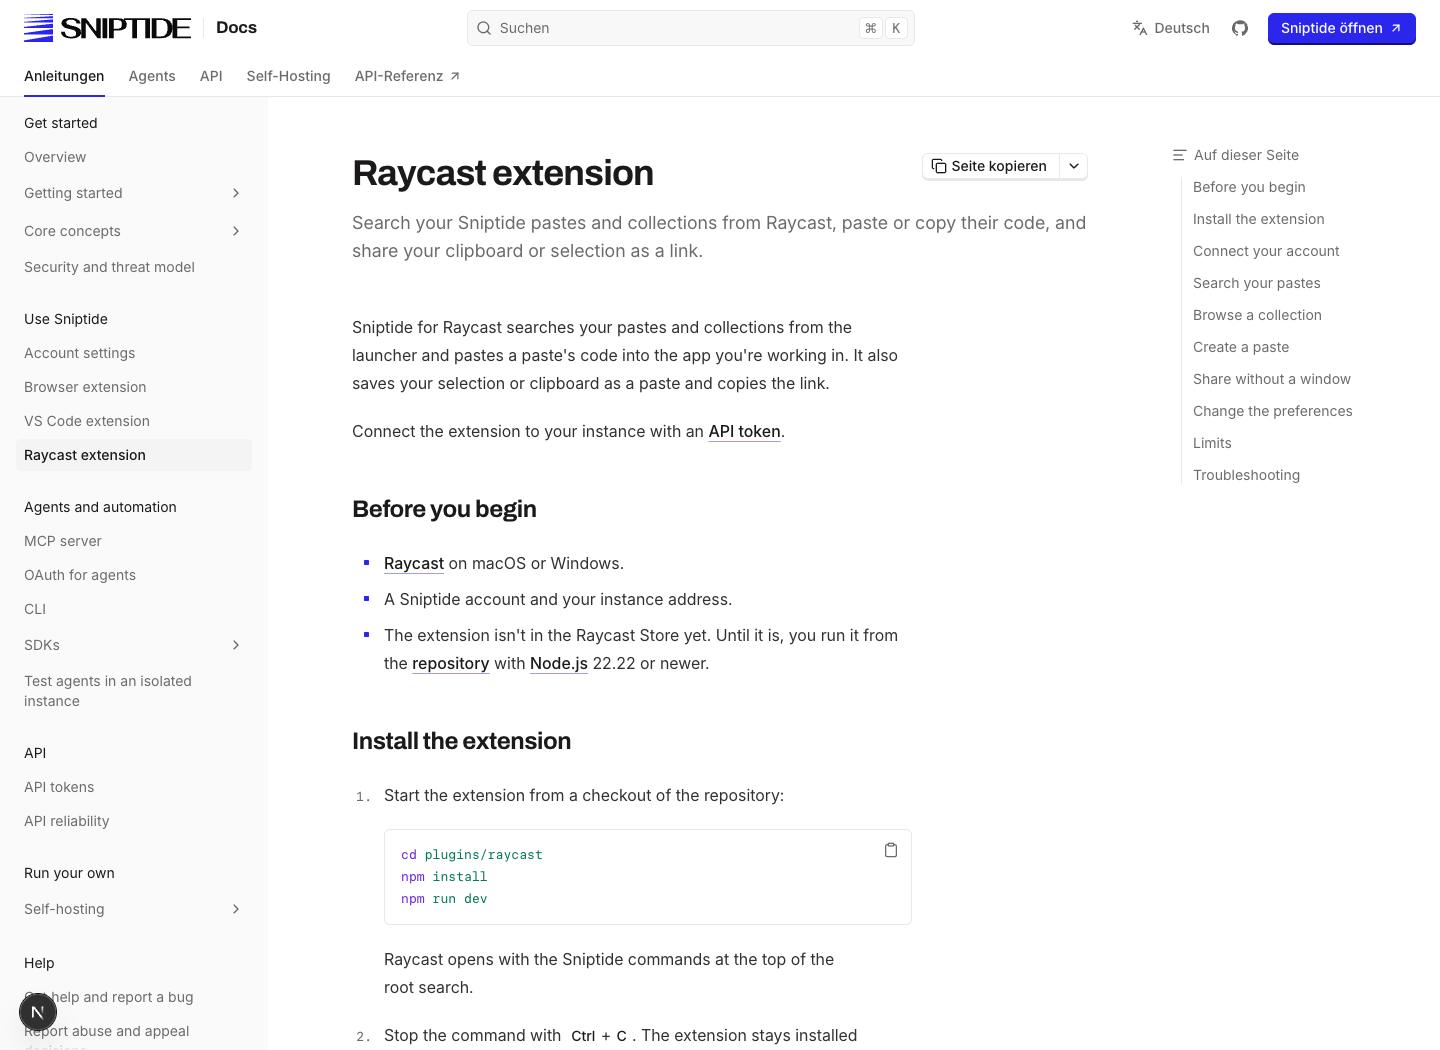 SNIPTIDE
Docs
Suchen
⌘ K
Deutsch
Sniptide öffnen
Anleitungen
Agents
API
Self-Hosting
API-Referenz
Get started
Overview
Getting started
Core concepts
Security and threat model
Use Sniptide
Account settings
Browser extension
VS Code extension
Raycast extension
Agents and automation
MCP server
OAuth for agents
CLI
SDKs
Test agents in an isolated
instance
API
API tokens
API reliability
Run your own
Self-hosting
Help
help and report a bug
N
Report abuse and appeal
Raycast extension
Seite kopieren
Search your Sniptide pastes and collections from Raycast, paste or copy their code, and
share your clipboard or selection as a link.
Sniptide for Raycast searches your pastes and collections from the
launcher and pastes a paste's code into the app you're working in. It also
saves your selection or clipboard as a paste and copies the link.
Connect the extension to your instance with an API token.
Before you begin
Raycast on macOS or Windows.
A Sniptide account and your instance address.
The extension isn't in the Raycast Store yet. Until it is, you run it from
the repository with Node.js 22.22 or newer.
Install the extension
1. Start the extension from a checkout of the repository:
cd plugins/raycast
npm install
npm run dev
Raycast opens with the Sniptide commands at the top of the
root search.
2. Stop the command with Ctrl + C . The extension stays installed
Auf dieser Seite
Before you begin
Install the extension
Connect your account
Search your pastes
Browse a collection
Create a paste
Share without a window
Change the preferences
Limits
Troubleshooting